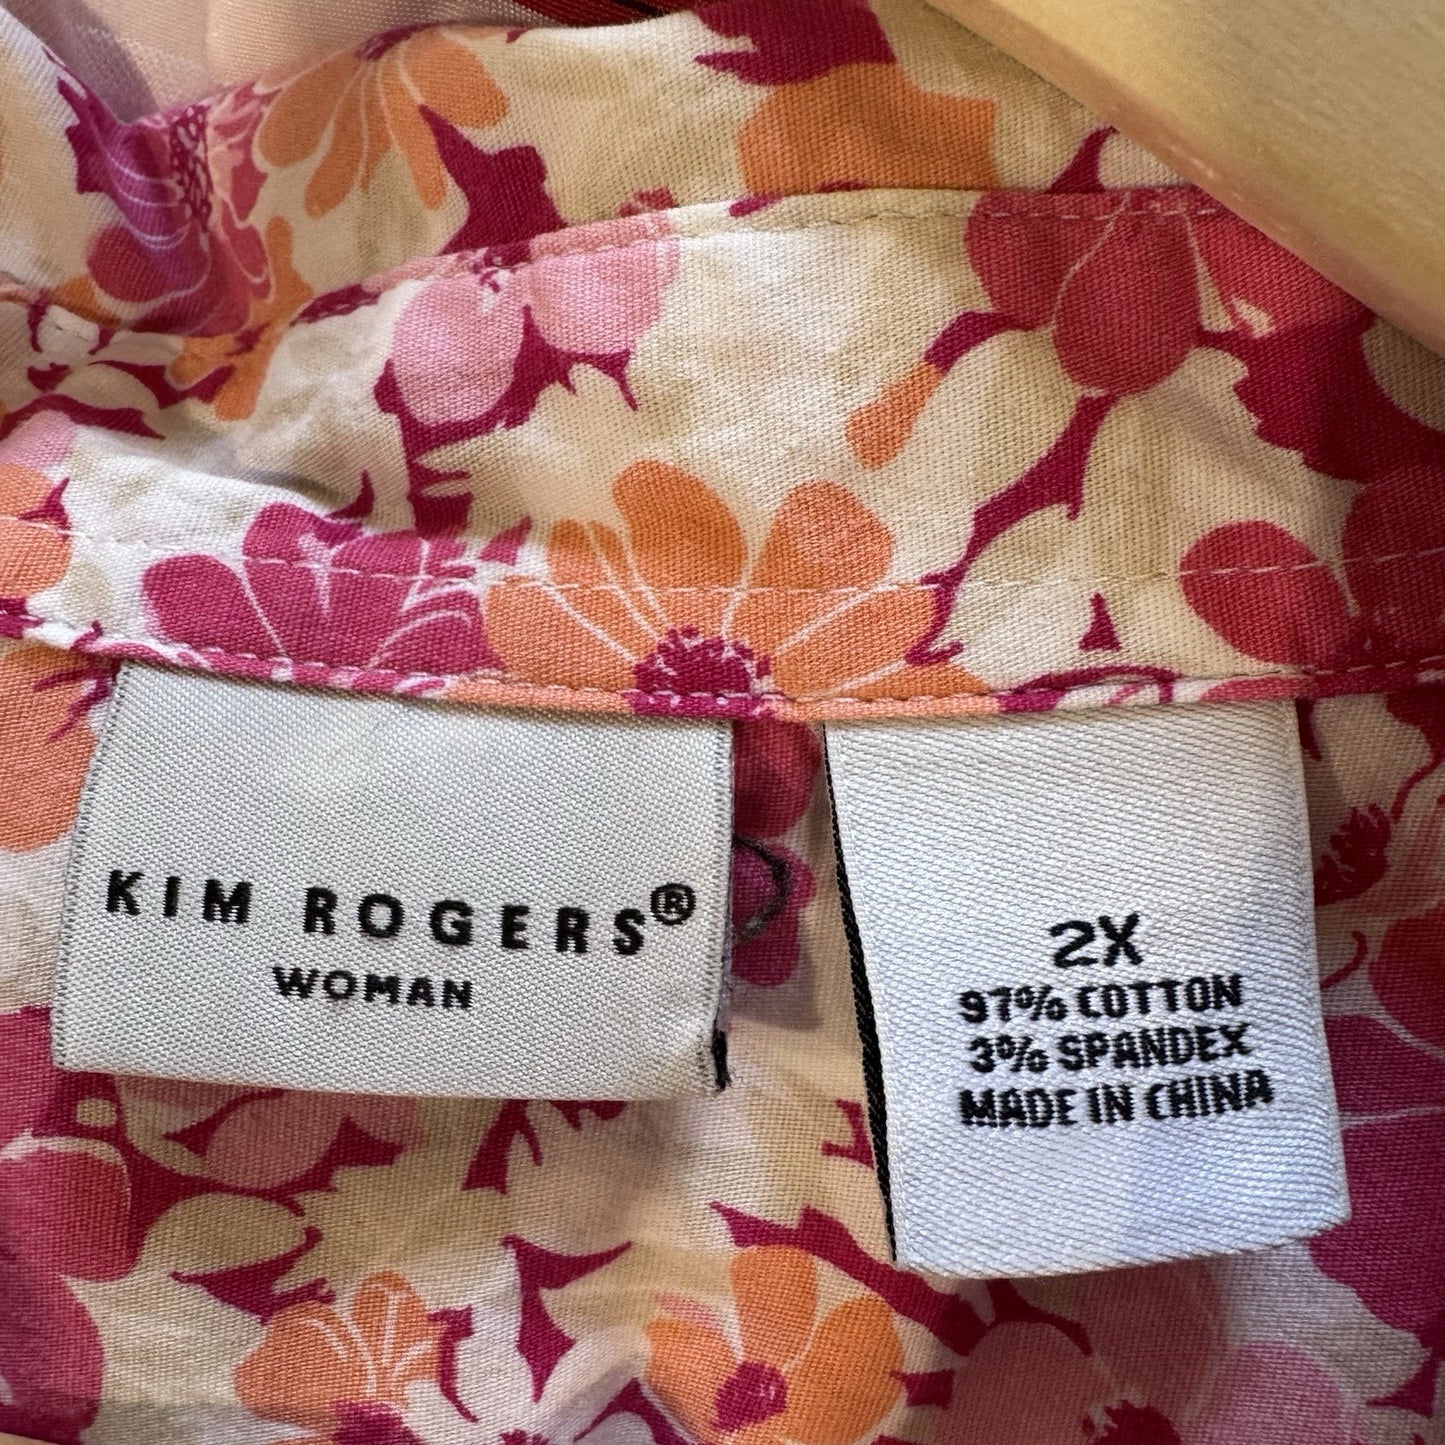 KIM ROGERS®
WOMAN
2X
97% COTTON
3% SPANDEX
MADE IN CHINA